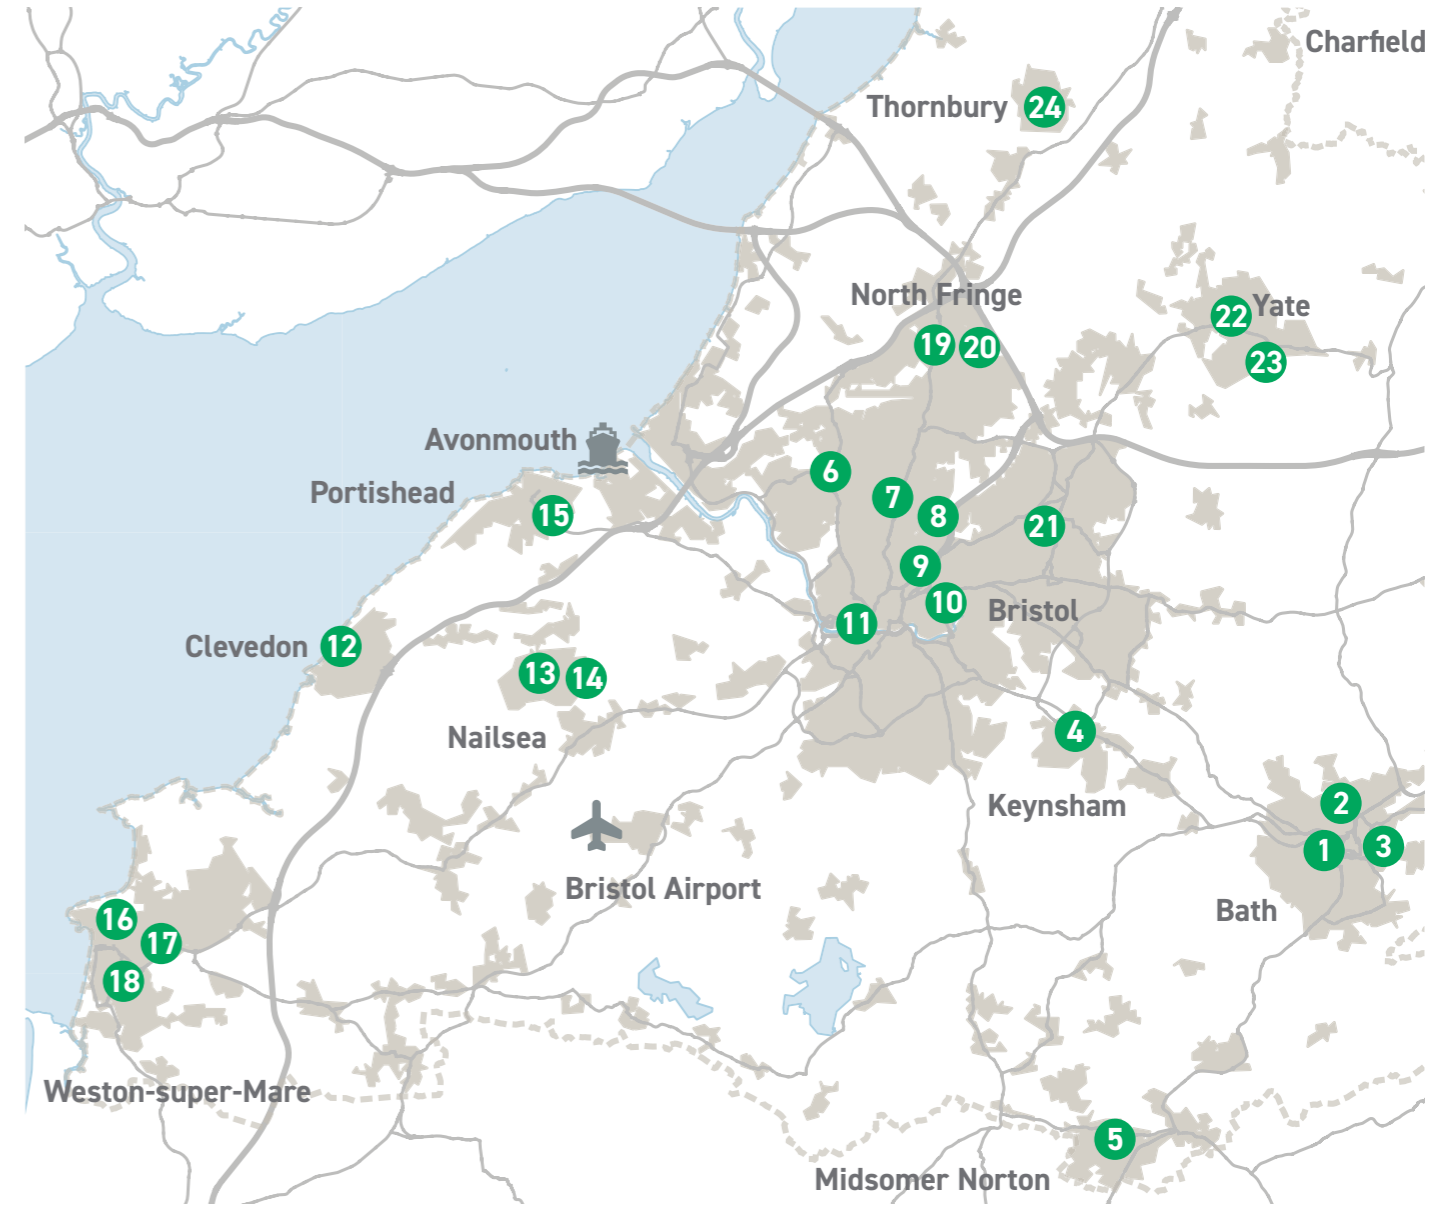 Charfield
Thornbury
24
North Fringe
Yate
22
19
20
23
Avonmouth
6
Portishead
7
15
8
21
9
10
Bristol
11
Clevedon
12
13
14
4
Nailsea
2
Keynsham
1
3
Bristol Airport
Bath
16
17
18
Weston-super-Mare
5
Midsomer Norton